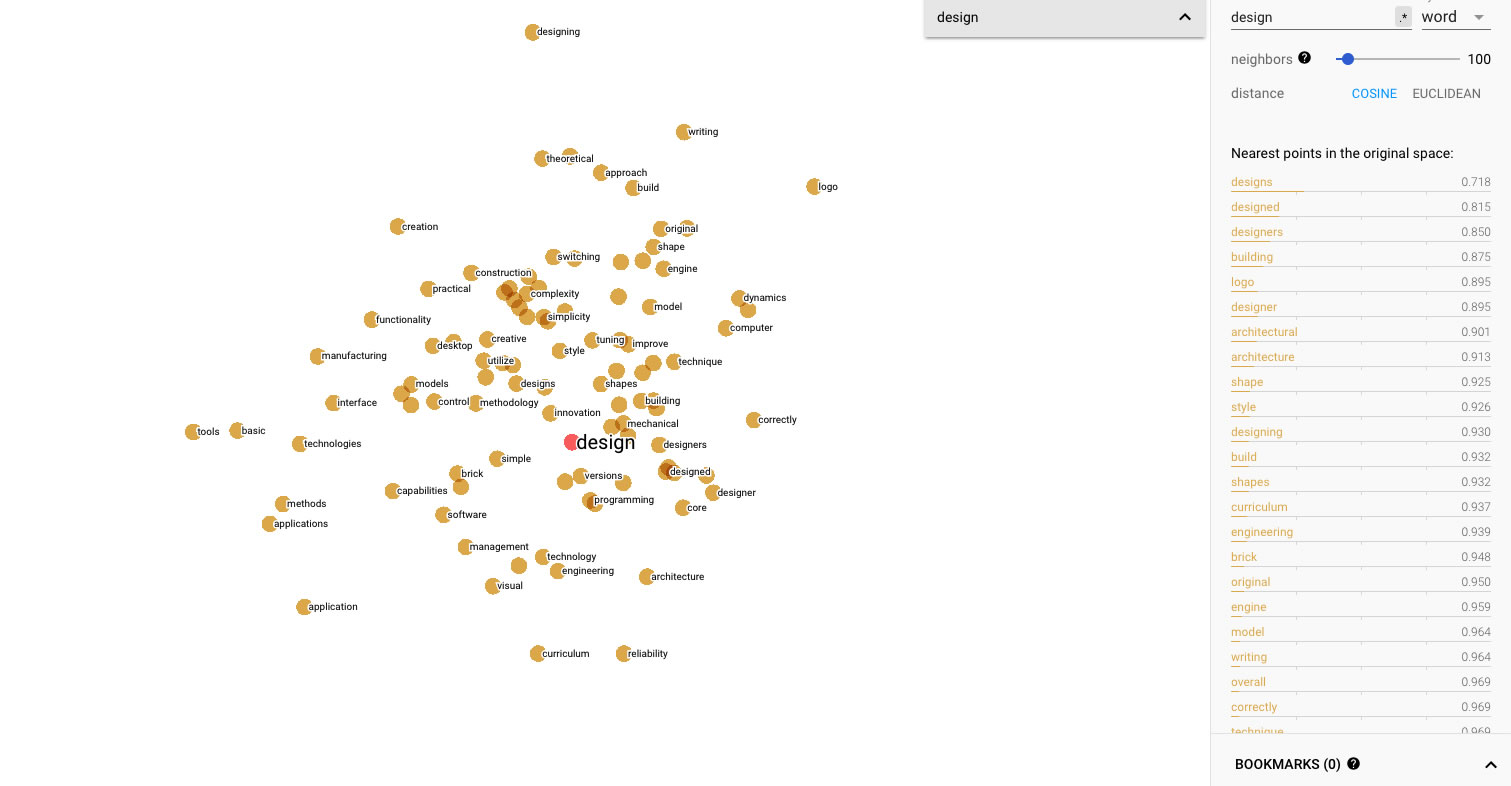 design
designing
writing
theoretical
approach
build
logo
creation
original
shape
switching
engine
construction
practical
complexity
dynamics
model
simplicity
functionality
computer
creative
tuning
improve
desktop
style
manufacturing
utilize
technique
models
designs
shapes
interface
control
methodology
building
innovation
correctly
mechanical
tools
basic
technologies
design
designers
simple
brick
versions
designed
capabilities
designer
methods
programming
core
software
applications
management
technology
engineering
architecture
visual
application
curriculum
reliability
design .* word
neighbors ? 100
distance COSINE EUCLIDEAN
Nearest points in the original space:
designs 0.718
designed 0.815
designers 0.850
building 0.875
logo 0.895
designer 0.895
architectural 0.901
architecture 0.913
shape 0.925
style 0.926
designing 0.930
build 0.932
shapes 0.932
curriculum 0.937
engineering 0.939
brick 0.948
original 0.950
engine 0.959
model 0.964
writing 0.964
overall 0.969
correctly 0.969
technique 0.969
BOOKMARKS (0) ?